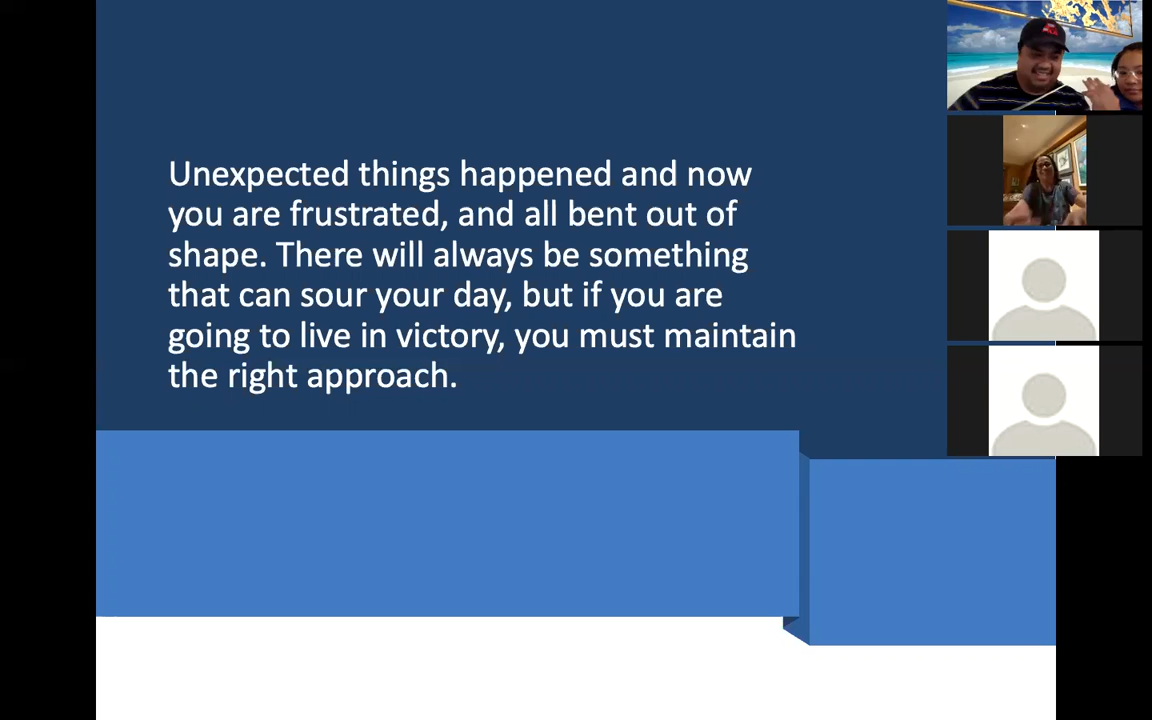 Unexpected things happened and now
you are frustrated, and all bent out of
shape. There will always be something
that can sour your day, but if you are
going to live in victory, you must maintain
the right approach.